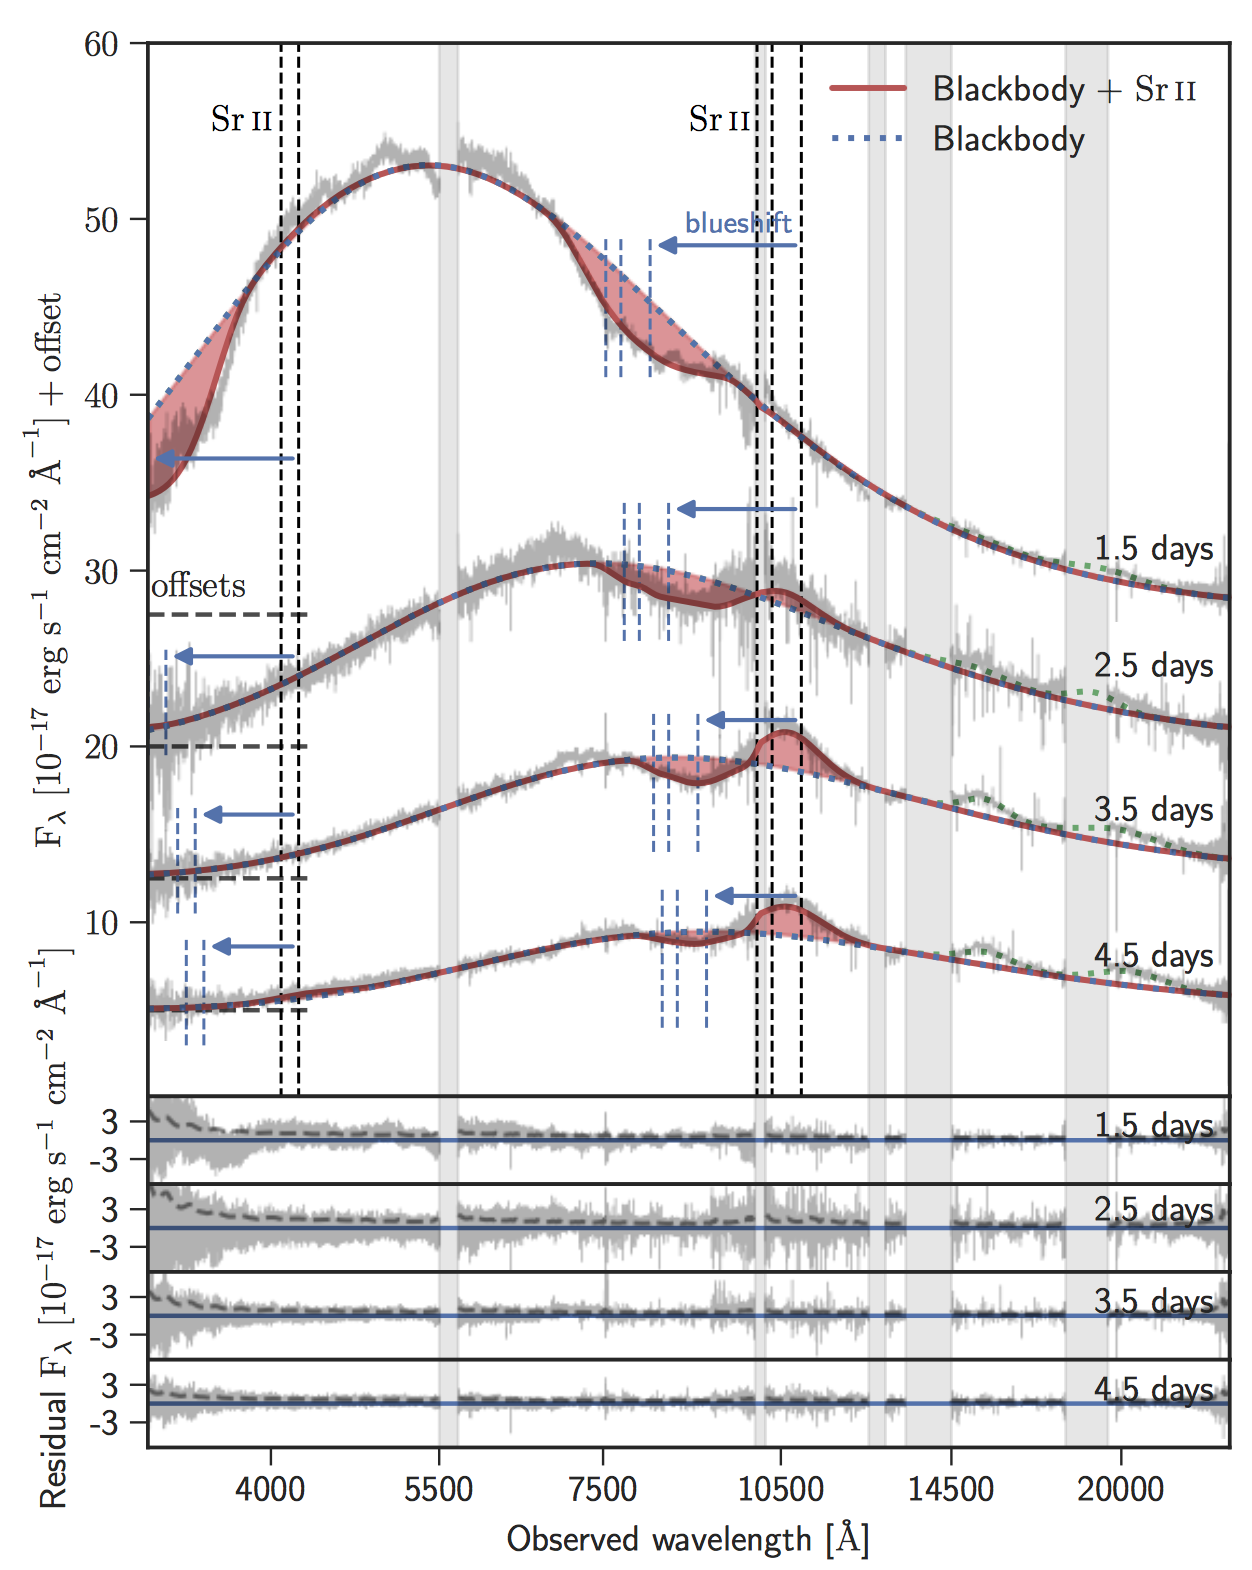 60
Sr II
Sr II
Blackbody + Sr II
Blackbody
50
blueshift
40
1.5 days
30
offsets
2.5 days
20
3.5 days
10
4.5 days
F_λ [10^−17 erg s^−1 cm^−2 Å^−1] + offset
3
1.5 days
-3
3
2.5 days
-3
3
3.5 days
-3
3
4.5 days
-3
Residual F_λ [10^−17 erg s^−1 cm^−2 Å^−1]
4000 5500 7500 10500 14500 20000
Observed wavelength [Å]